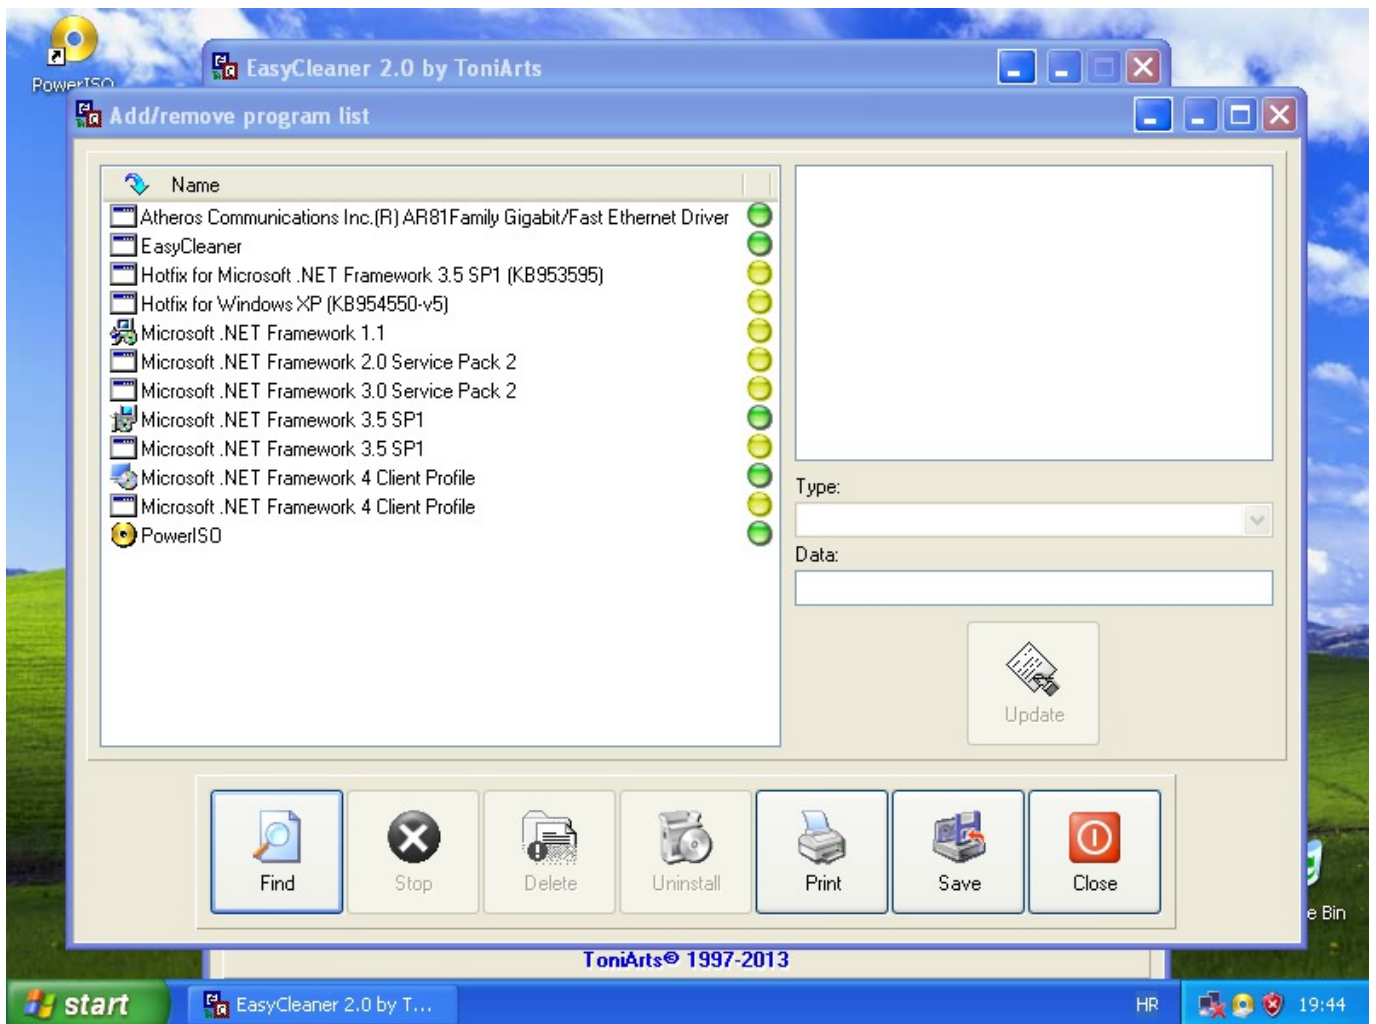 PowerISO
EasyCleaner 2.0 by ToniArts
Add/remove program list
Name
Atheros Communications Inc.(R) AR81Family Gigabit/Fast Ethernet Driver
EasyCleaner
Hotfix for Microsoft .NET Framework 3.5 SP1 (KB953595)
Hotfix for Windows XP (KB954550-v5)
Microsoft .NET Framework 1.1
Microsoft .NET Framework 2.0 Service Pack 2
Microsoft .NET Framework 3.0 Service Pack 2
Microsoft .NET Framework 3.5 SP1
Microsoft .NET Framework 3.5 SP1
Microsoft .NET Framework 4 Client Profile
Microsoft .NET Framework 4 Client Profile
PowerISO
Type:
Data:
Update
Find
Stop
Delete
Uninstall
Print
Save
Close
e Bin
ToniArts© 1997-2013
start
EasyCleaner 2.0 by T...
HR
19:44